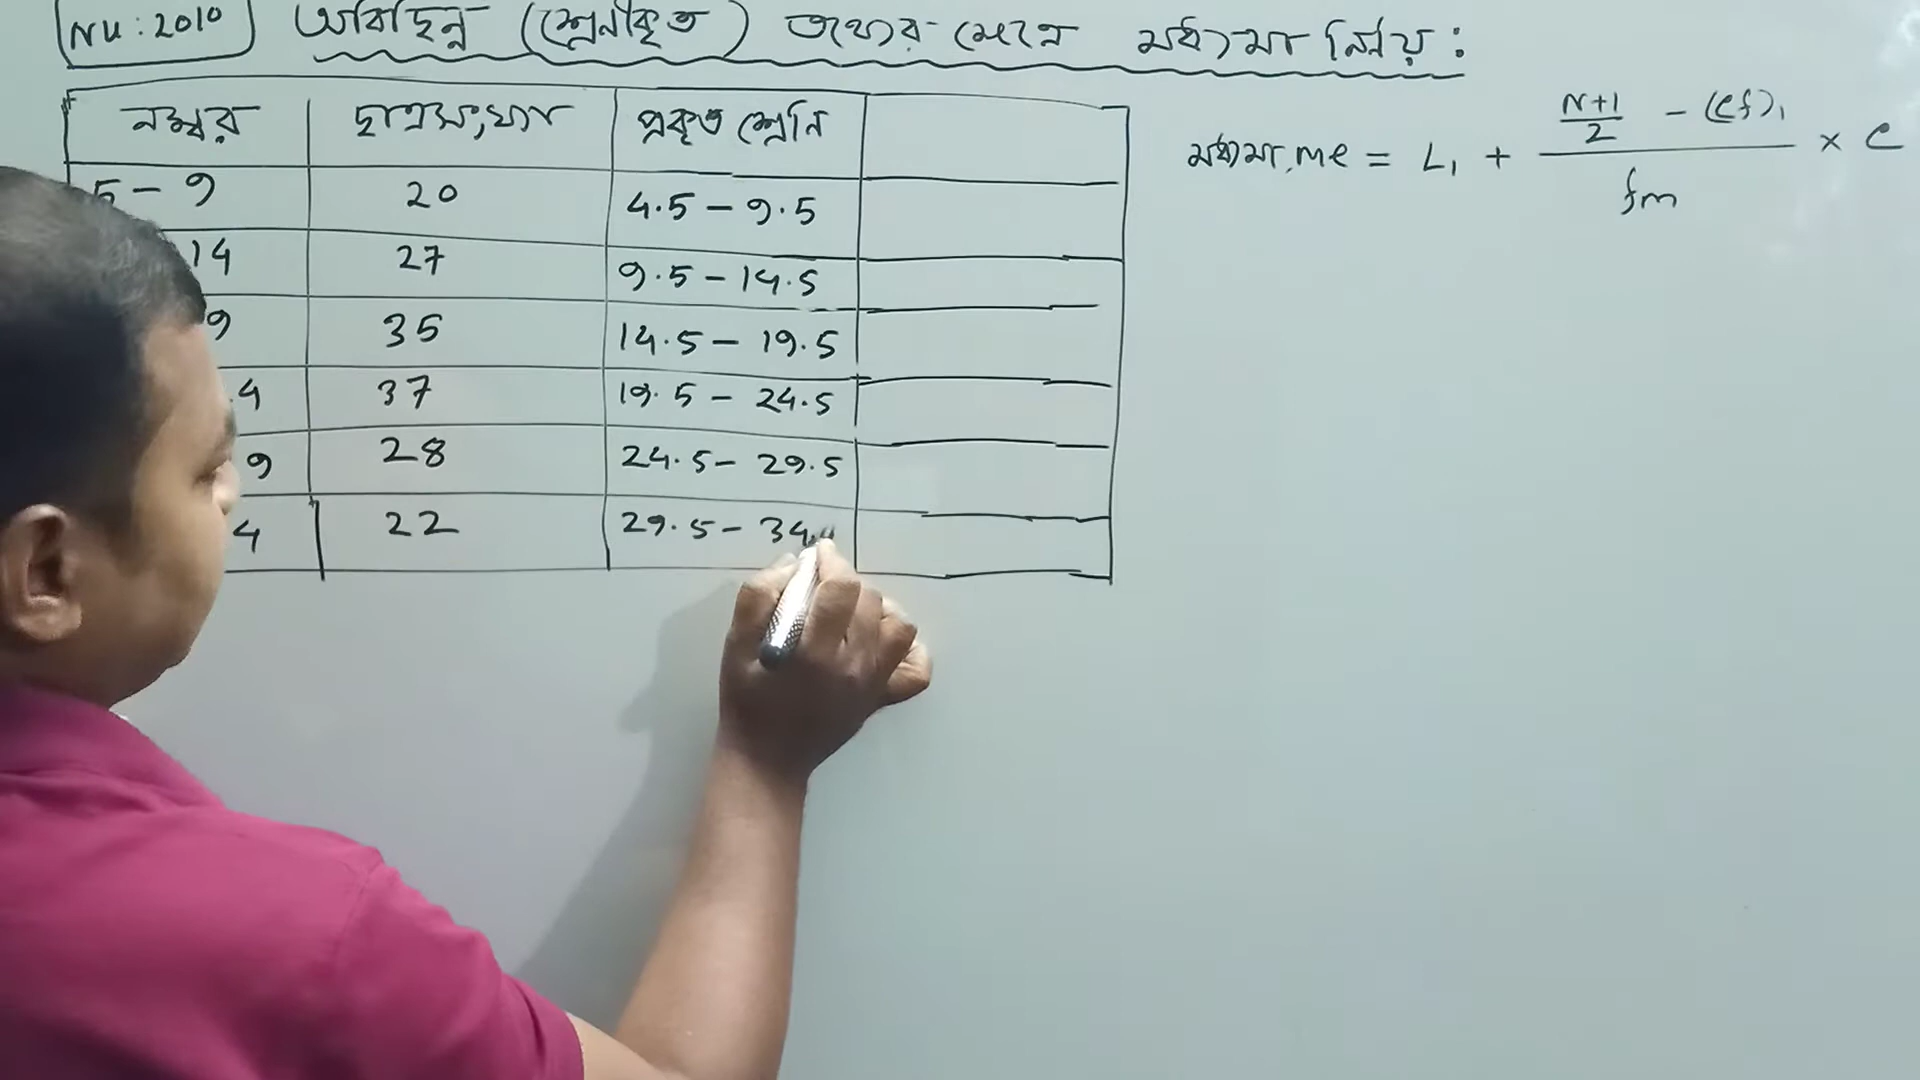 NU : 2010 অবিছিন্ন (শ্রেনীকৃত) তথ্যের ক্ষেত্রে মধ্যমা নির্ণয় :
নম্বর ছাত্রসংখ্যা প্রকৃত শ্রেনি
মধ্যমা, me = L₁ + (N+1)/2 - (cf)₁ / fm × c
5 - 9 20 4.5 - 9.5
14 27 9.5 - 14.5
9 35 14.5 - 19.5
4 37 19.5 - 24.5
9 28 24.5 - 29.5
4 22 29.5 - 34.